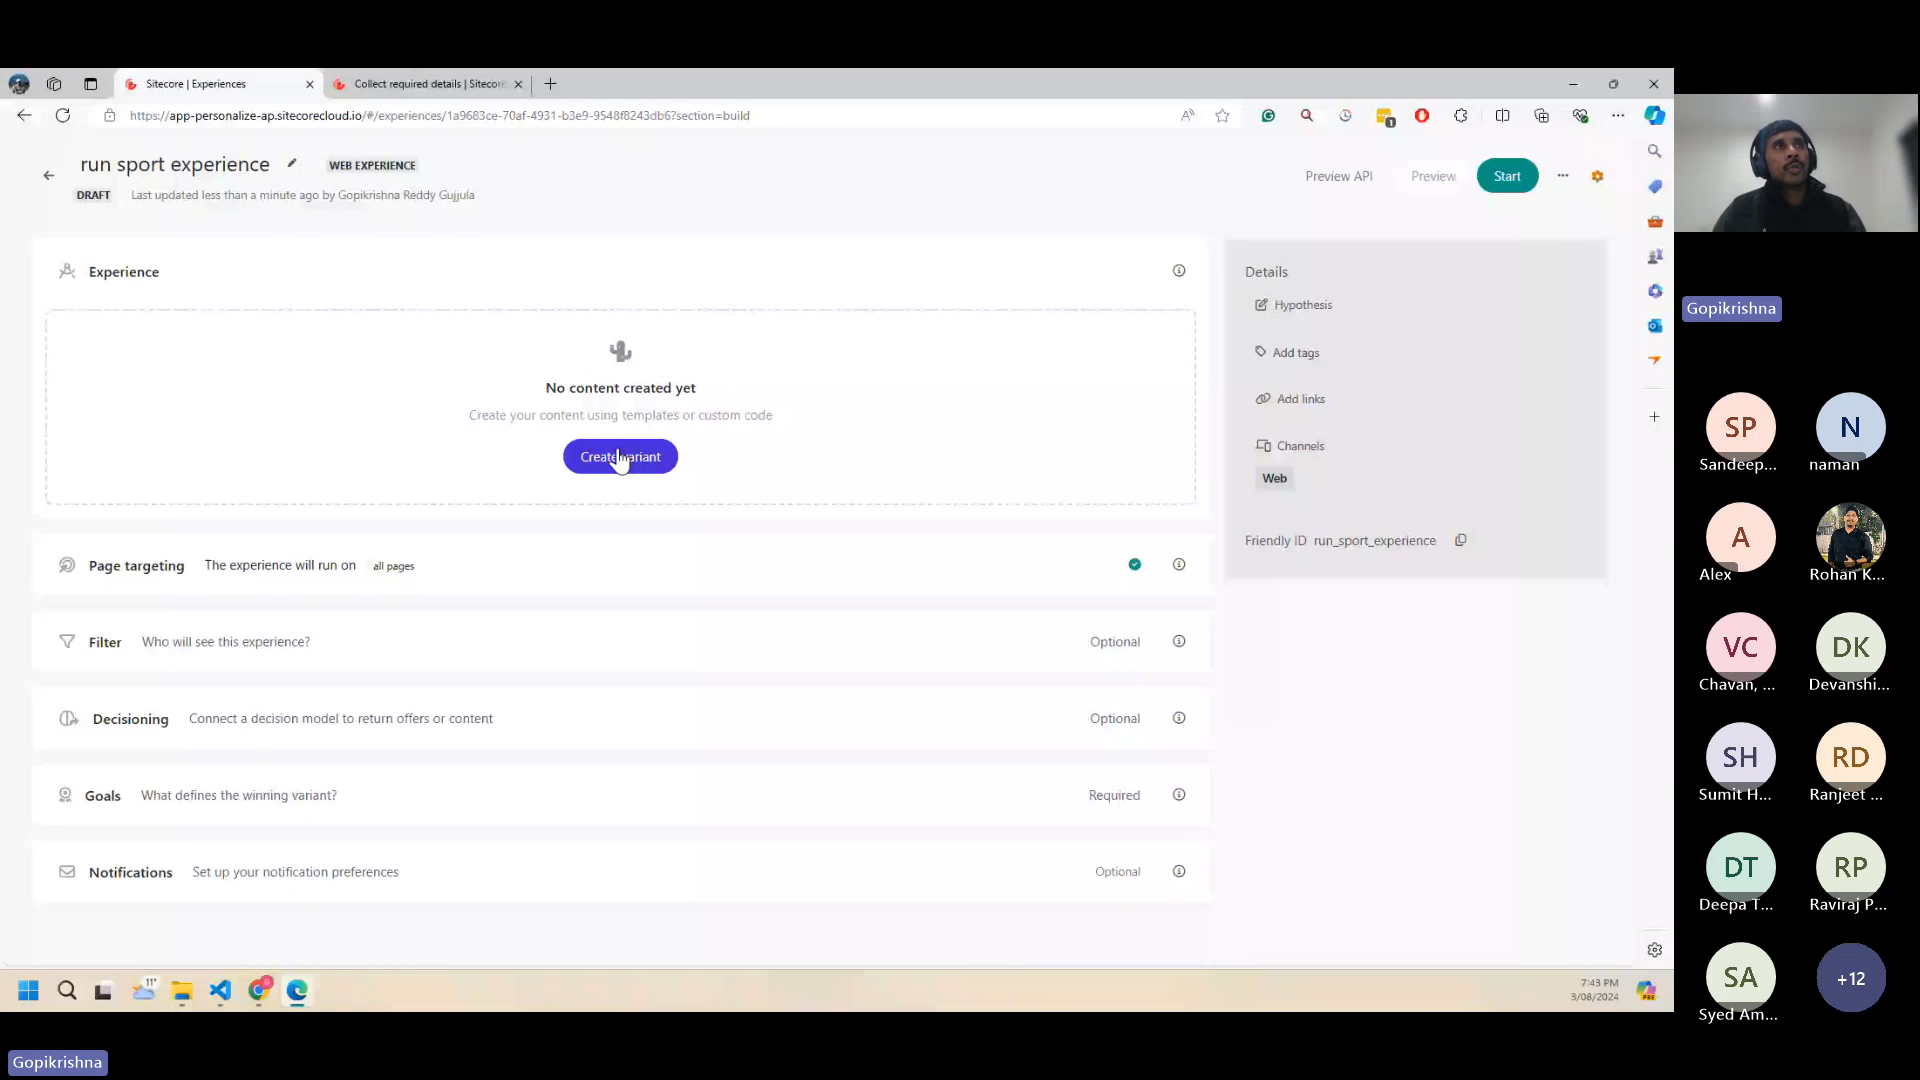 Sitecore | Experiences
Collect required details | Sitecore
https://app-personalize-ap.sitecorecloud.io/#/experiences/1a9683ce-70af-4931-b3e9-9548f8243db6?section=build
run sport experience
WEB EXPERIENCE
DRAFT
Last updated less than a minute ago by Gopikrishna Reddy Gujjula
Preview API
Preview
Start
Experience
No content created yet
Create your content using templates or custom code
Create variant
Page targeting
The experience will run on
all pages
Filter
Who will see this experience?
Optional
Decisioning
Connect a decision model to return offers or content
Optional
Goals
What defines the winning variant?
Required
Notifications
Set up your notification preferences
Optional
Details
Hypothesis
Add tags
Add links
Channels
Web
Friendly ID run_sport_experience
11°
7:43 PM
3/08/2024
PRE
Gopikrishna
SP
Sandeep...
N
naman
A
Alex
Rohan K...
VC
Chavan, ...
DK
Devanshi...
SH
Sumit H...
RD
Ranjeet ...
DT
Deepa T...
RP
Raviraj P...
SA
Syed Am...
+12
Gopikrishna